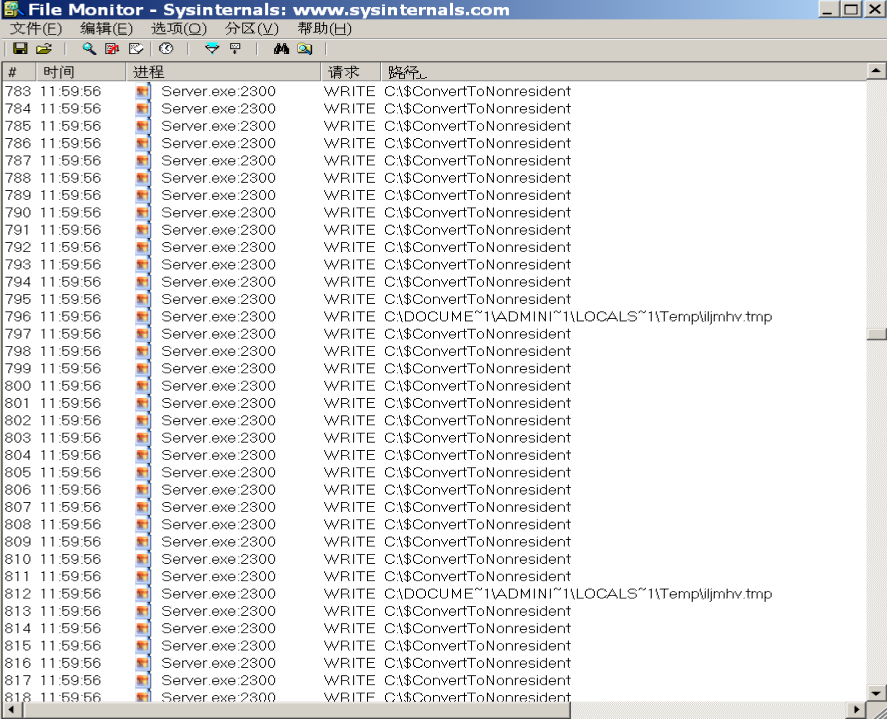 File Monitor - Sysinternals: www.sysinternals.com
文件(F) 编辑(E) 选项(O) 分区(V) 帮助(H)
# 时间 进程 请求 路径
783 11:59:56 Server.exe:2300 WRITE C:\$ConvertToNonresident
784 11:59:56 Server.exe:2300 WRITE C:\$ConvertToNonresident
785 11:59:56 Server.exe:2300 WRITE C:\$ConvertToNonresident
786 11:59:56 Server.exe:2300 WRITE C:\$ConvertToNonresident
787 11:59:56 Server.exe:2300 WRITE C:\$ConvertToNonresident
788 11:59:56 Server.exe:2300 WRITE C:\$ConvertToNonresident
789 11:59:56 Server.exe:2300 WRITE C:\$ConvertToNonresident
790 11:59:56 Server.exe:2300 WRITE C:\$ConvertToNonresident
791 11:59:56 Server.exe:2300 WRITE C:\$ConvertToNonresident
792 11:59:56 Server.exe:2300 WRITE C:\$ConvertToNonresident
793 11:59:56 Server.exe:2300 WRITE C:\$ConvertToNonresident
794 11:59:56 Server.exe:2300 WRITE C:\$ConvertToNonresident
795 11:59:56 Server.exe:2300 WRITE C:\$ConvertToNonresident
796 11:59:56 Server.exe:2300 WRITE C:\DOCUME~1\ADMINI~1\LOCALS~1\Temp\iljmhv.tmp
797 11:59:56 Server.exe:2300 WRITE C:\$ConvertToNonresident
798 11:59:56 Server.exe:2300 WRITE C:\$ConvertToNonresident
799 11:59:56 Server.exe:2300 WRITE C:\$ConvertToNonresident
800 11:59:56 Server.exe:2300 WRITE C:\$ConvertToNonresident
801 11:59:56 Server.exe:2300 WRITE C:\$ConvertToNonresident
802 11:59:56 Server.exe:2300 WRITE C:\$ConvertToNonresident
803 11:59:56 Server.exe:2300 WRITE C:\$ConvertToNonresident
804 11:59:56 Server.exe:2300 WRITE C:\$ConvertToNonresident
805 11:59:56 Server.exe:2300 WRITE C:\$ConvertToNonresident
806 11:59:56 Server.exe:2300 WRITE C:\$ConvertToNonresident
807 11:59:56 Server.exe:2300 WRITE C:\$ConvertToNonresident
808 11:59:56 Server.exe:2300 WRITE C:\$ConvertToNonresident
809 11:59:56 Server.exe:2300 WRITE C:\$ConvertToNonresident
810 11:59:56 Server.exe:2300 WRITE C:\$ConvertToNonresident
811 11:59:56 Server.exe:2300 WRITE C:\$ConvertToNonresident
812 11:59:56 Server.exe:2300 WRITE C:\DOCUME~1\ADMINI~1\LOCALS~1\Temp\iljmhv.tmp
813 11:59:56 Server.exe:2300 WRITE C:\$ConvertToNonresident
814 11:59:56 Server.exe:2300 WRITE C:\$ConvertToNonresident
815 11:59:56 Server.exe:2300 WRITE C:\$ConvertToNonresident
816 11:59:56 Server.exe:2300 WRITE C:\$ConvertToNonresident
817 11:59:56 Server.exe:2300 WRITE C:\$ConvertToNonresident
818 11:59:56 Server.exe:2300 WRITE C:\$ConvertToNonresident